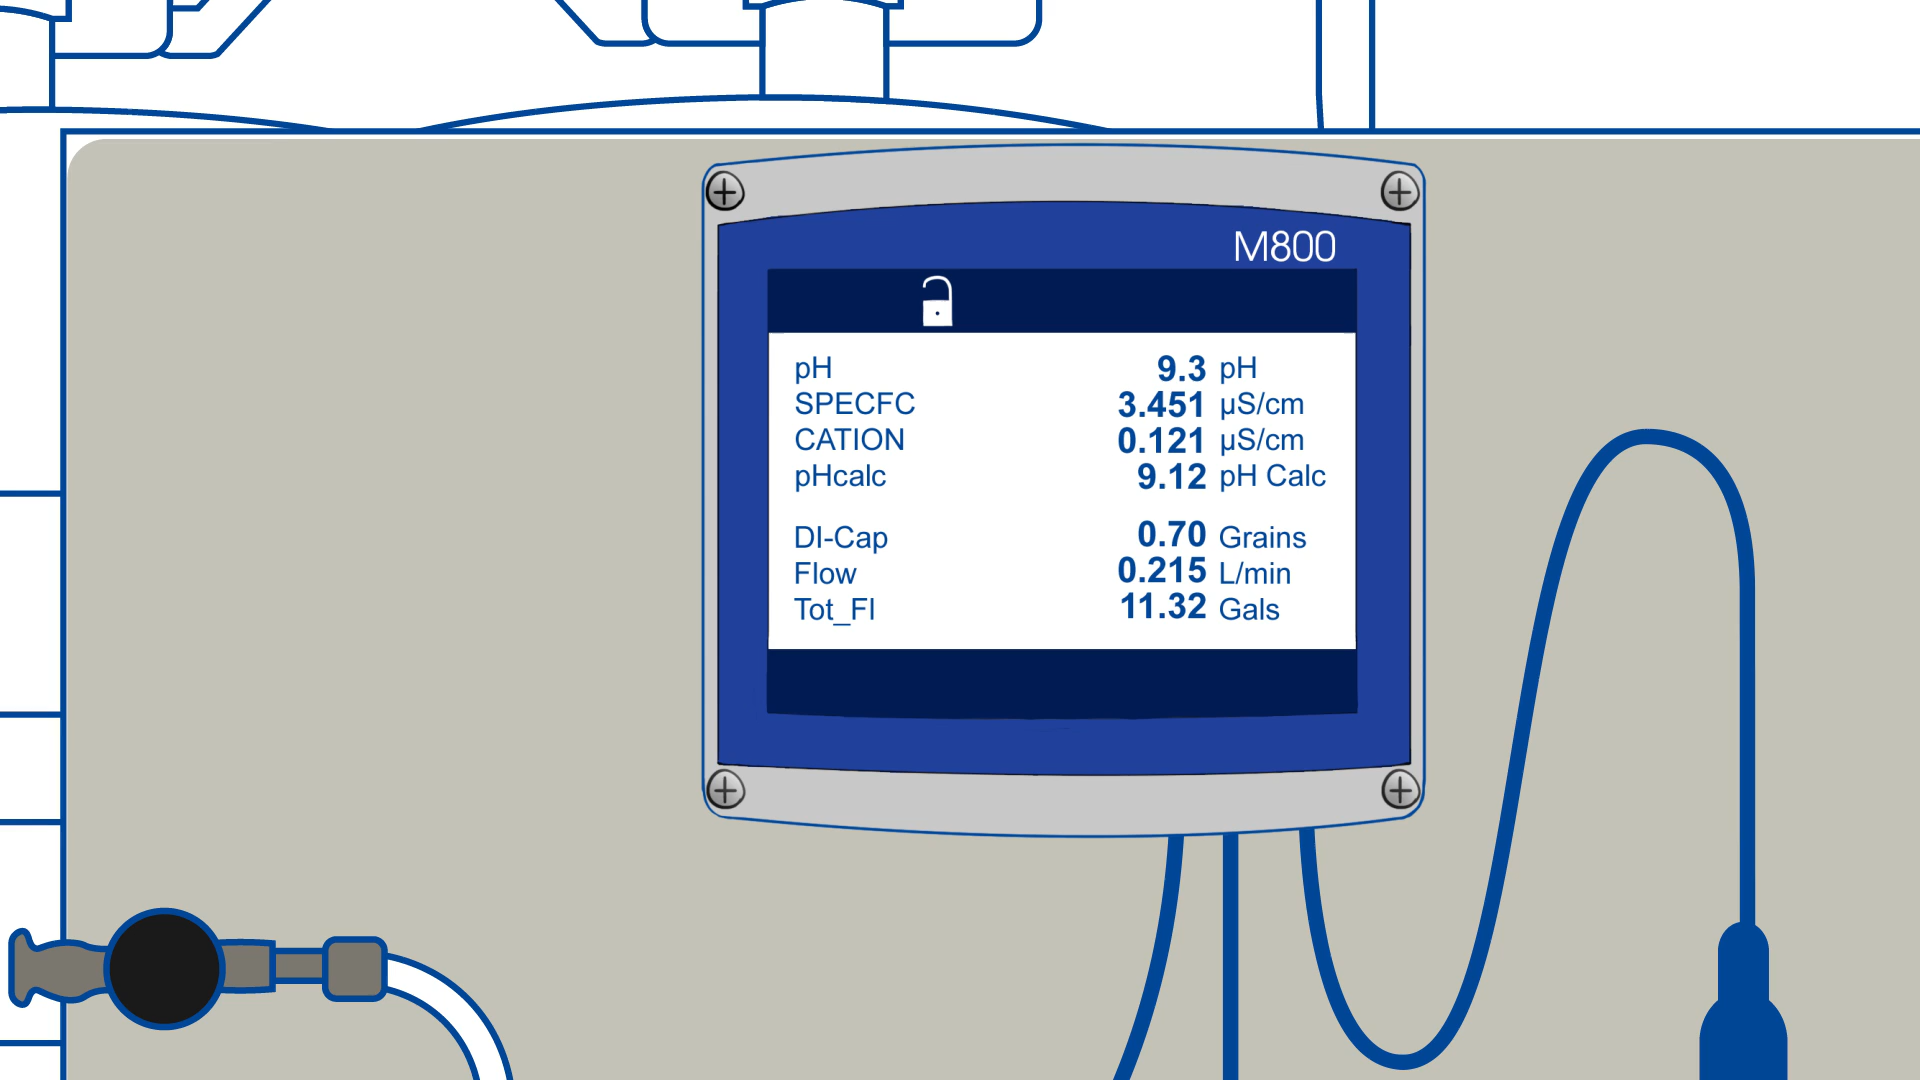 M800
pH 9.3 pH
SPECFC 3.451 µS/cm
CATION 0.121 µS/cm
pHcalc 9.12 pH Calc
DI-Cap 0.70 Grains
Flow 0.215 L/min
Tot_Fl 11.32 Gals